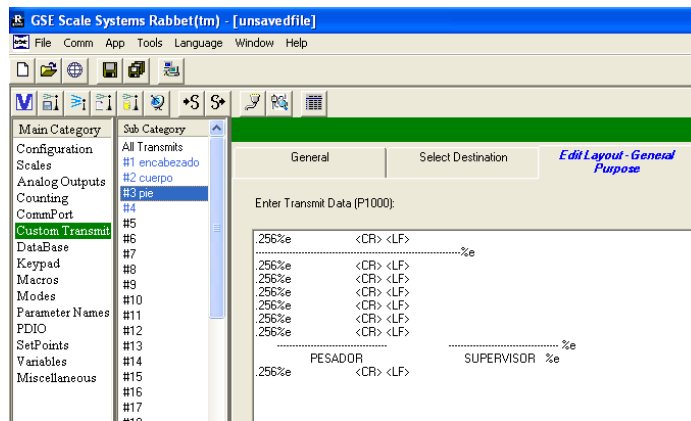 GSE Scale Systems Rabbet(tm) - [unsavedfile]
File Comm App Tools Language Window Help
Main Category
Configuration
Scales
Analog Outputs
Counting
CommPort
Custom Transmit
DataBase
Keypad
Macros
Modes
Parameter Names
PDIO
SetPoints
Variables
Miscellaneous
Sub Category
All Transmits
#1 encabezado
#2 cuerpo
#3 pie
#4
#5
#6
#7
#8
#9
#10
#11
#12
#13
#14
#15
#16
#17
General
Select Destination
Edit Layout - General
Purpose
Enter Transmit Data (P1000):
.256%e <CR> <LF>
------------------------------------------------------------%e
.256%e <CR> <LF>
.256%e <CR> <LF>
.256%e <CR> <LF>
.256%e <CR> <LF>
.256%e <CR> <LF>
.256%e <CR> <LF>
-------------------------------- -------------------------------- %e
PESADOR SUPERVISOR %e
.256%e <CR> <LF>